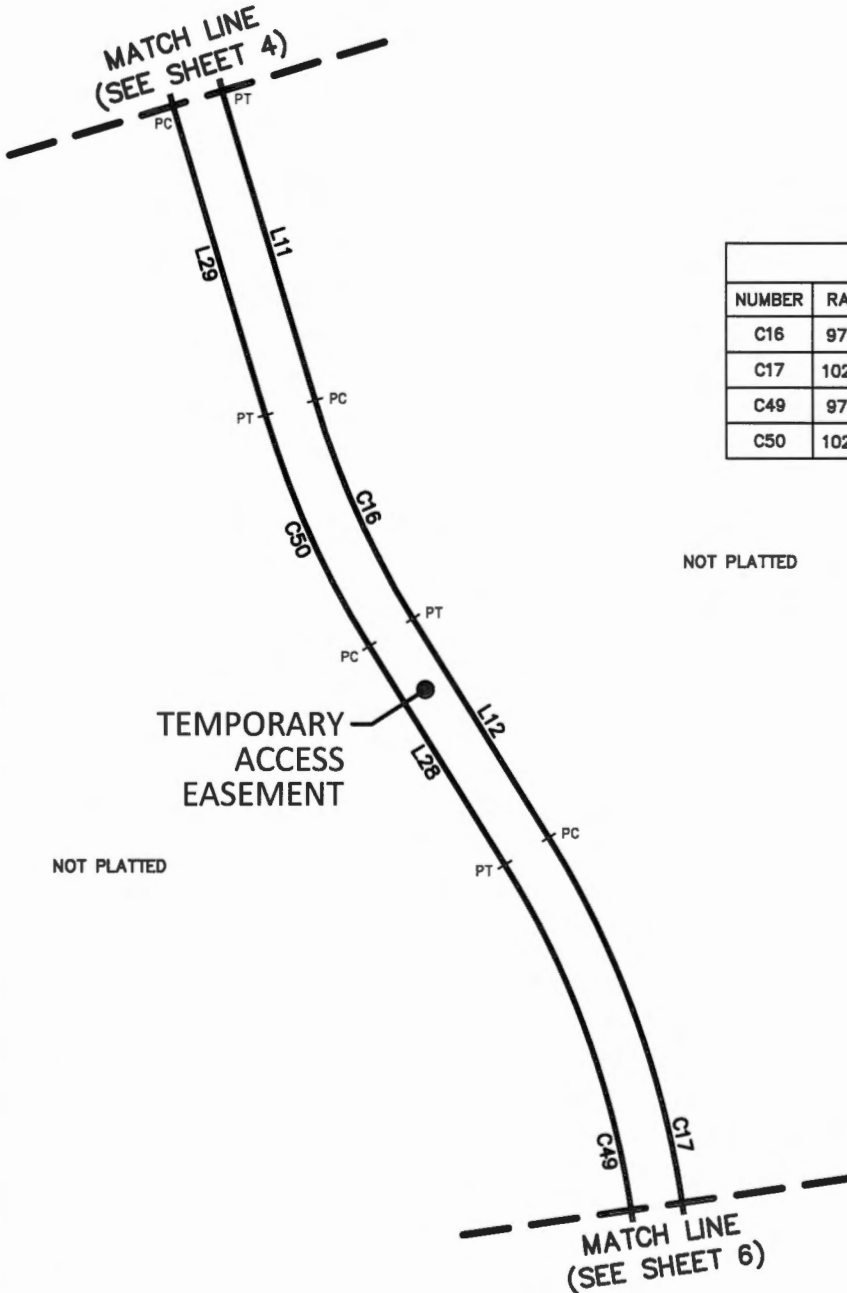 MATCH LINE
(SEE SHEET 4)
PC
PT
L29
L11
PT
PC
C50
C16
PC
PT
TEMPORARY
ACCESS
EASEMENT
L28
L12
NOT PLATTED
NOT PLATTED
PT
PC
C49
C17
MATCH LINE
(SEE SHEET 6)
NUMBER
C16 97
C17 102
C49 97
C50 102